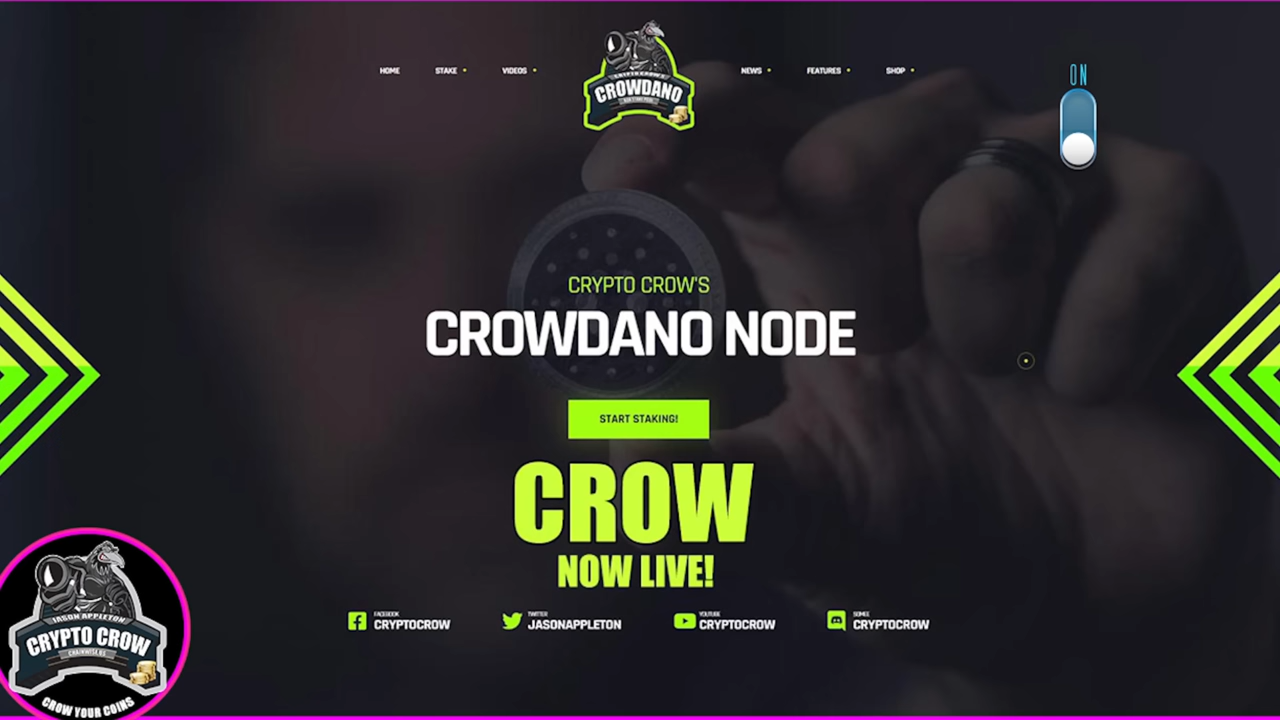 ON
HOME STAKE VIDEOS NEWS FEATURES SHOP
CROWDANO
CRYPTO CROW'S
CROWDANO NODE
START STAKING!
CROW
NOW LIVE!
FACEBOOK TWITTER YOUTUBE
CRYPTOCROW JASONAPPLETON CRYPTOCROW CRYPTOCROW
JASON APPLETON
CRYPTO CROW
CROW YOUR COINS